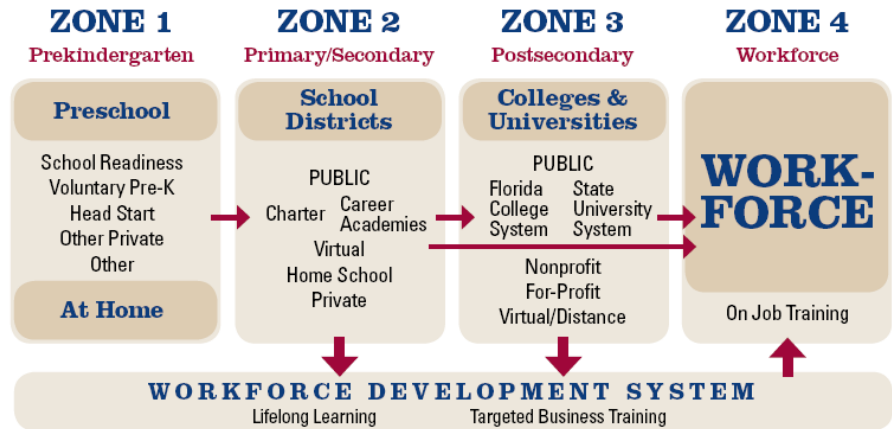 ZONE 1
Prekindergarten
Preschool
School Readiness
Voluntary Pre-K
Head Start
Other Private
Other
At Home
ZONE 2
Primary/Secondary
School
Districts
PUBLIC
Charter
Career
Academies
Virtual
Home School
Private
ZONE 3
Postsecondary
Colleges &
Universities
PUBLIC
Florida
College
System
State
University
System
Nonprofit
For-Profit
Virtual/Distance
ZONE 4
Workforce
WORK-
FORCE
On Job Training
WORKFORCE DEVELOPMENT SYSTEM
Lifelong Learning
Targeted Business Training